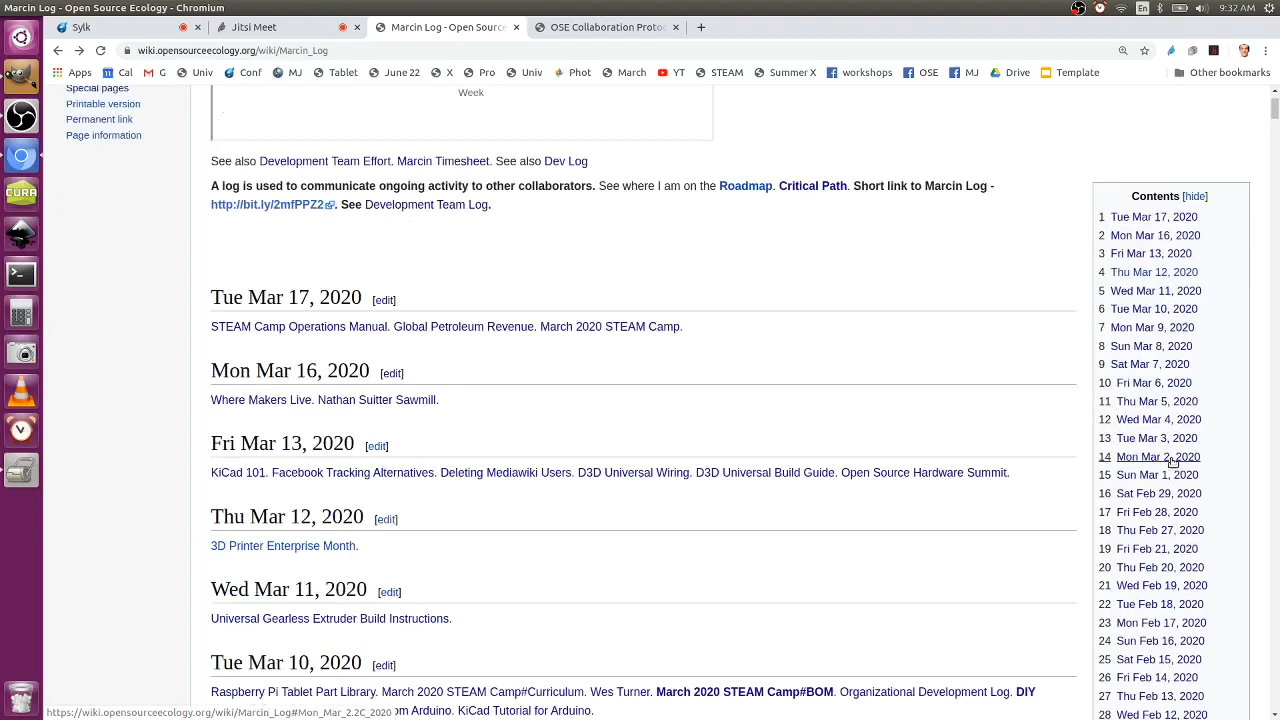 Marcin Log - Open Source Ecology - Chromium
En
9:32 AM
Sylk
Jitsi Meet
Marcin Log - Open Source
OSE Collaboration Protoc
wiki.opensourceecology.org/wiki/Marcin_Log
Apps
Cal
G
Univ
Conf
MJ
Tablet
June 22
X
Pro
Univ
Phot
March
YT
STEAM
Summer X
workshops
OSE
MJ
Drive
Template
Other bookmarks
Special pages
Printable version
Permanent link
Page information
Week
See also Development Team Effort. Marcin Timesheet. See also Dev Log
A log is used to communicate ongoing activity to other collaborators. See where I am on the Roadmap. Critical Path. Short link to Marcin Log -
http://bit.ly/2mfPPZ2. See Development Team Log.
Tue Mar 17, 2020 [edit]
STEAM Camp Operations Manual. Global Petroleum Revenue. March 2020 STEAM Camp.
Mon Mar 16, 2020 [edit]
Where Makers Live. Nathan Suitter Sawmill.
Fri Mar 13, 2020 [edit]
KiCad 101. Facebook Tracking Alternatives. Deleting Mediawiki Users. D3D Universal Wiring. D3D Universal Build Guide. Open Source Hardware Summit.
Thu Mar 12, 2020 [edit]
3D Printer Enterprise Month.
Wed Mar 11, 2020 [edit]
Universal Gearless Extruder Build Instructions.
Tue Mar 10, 2020 [edit]
Raspberry Pi Tablet Part Library. March 2020 STEAM Camp#Curriculum. Wes Turner. March 2020 STEAM Camp#BOM. Organizational Development Log. DIY
om Arduino. KiCad Tutorial for Arduino.
Contents [hide]
1 Tue Mar 17, 2020
2 Mon Mar 16, 2020
3 Fri Mar 13, 2020
4 Thu Mar 12, 2020
5 Wed Mar 11, 2020
6 Tue Mar 10, 2020
7 Mon Mar 9, 2020
8 Sun Mar 8, 2020
9 Sat Mar 7, 2020
10 Fri Mar 6, 2020
11 Thu Mar 5, 2020
12 Wed Mar 4, 2020
13 Tue Mar 3, 2020
14 Mon Mar 2, 2020
15 Sun Mar 1, 2020
16 Sat Feb 29, 2020
17 Fri Feb 28, 2020
18 Thu Feb 27, 2020
19 Fri Feb 21, 2020
20 Thu Feb 20, 2020
21 Wed Feb 19, 2020
22 Tue Feb 18, 2020
23 Mon Feb 17, 2020
24 Sun Feb 16, 2020
25 Sat Feb 15, 2020
26 Fri Feb 14, 2020
27 Thu Feb 13, 2020
28 Wed Feb 12, 2020
https://wiki.opensourceecology.org/wiki/Marcin_Log#Mon_Mar_2.2C_2020
CURA